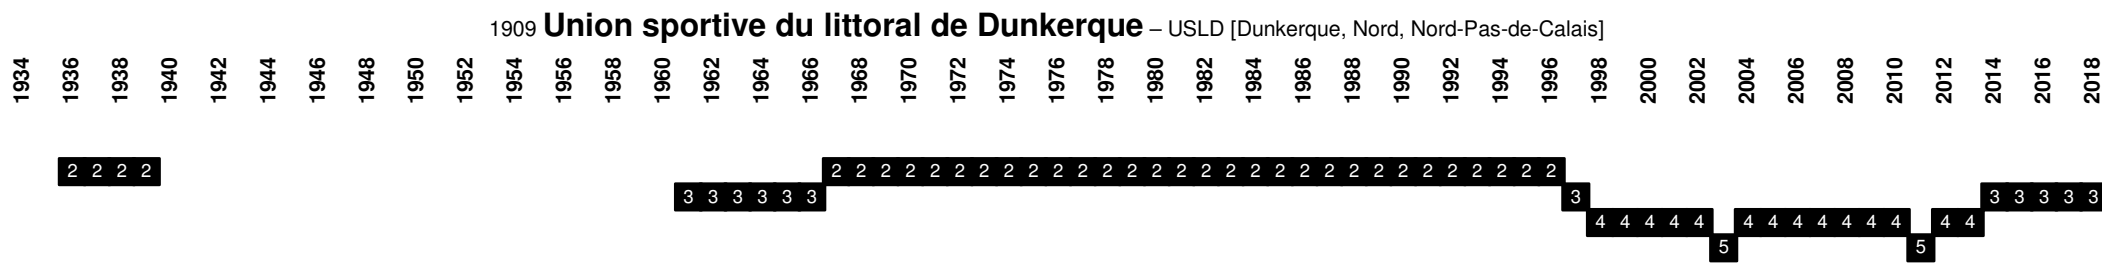 1909 Union sportive du littoral de Dunkerque – USLD [Dunkerque, Nord, Nord-Pas-de-Calais]
1934 1936 1938 1940 1942 1944 1946 1948 1950 1952 1954 1956 1958 1960 1962 1964 1966 1968 1970 1972 1974 1976 1978 1980 1982 1984 1986 1988 1990 1992 1994 1996 1998 2000 2002 2004 2006 2008 2010 2012 2014 2016 2018
2 2 2 2 2 2 2 2 2 2 2 2 2 2 2 2 2 2 2 2 2 2 2 2 2 2 2 2 2 2 2 2 2 2
3 3 3 3 3 3 3 3 3 3 3 3
4 4 4 4 4 4 4 4 4 4 4 4 4 4
5 5